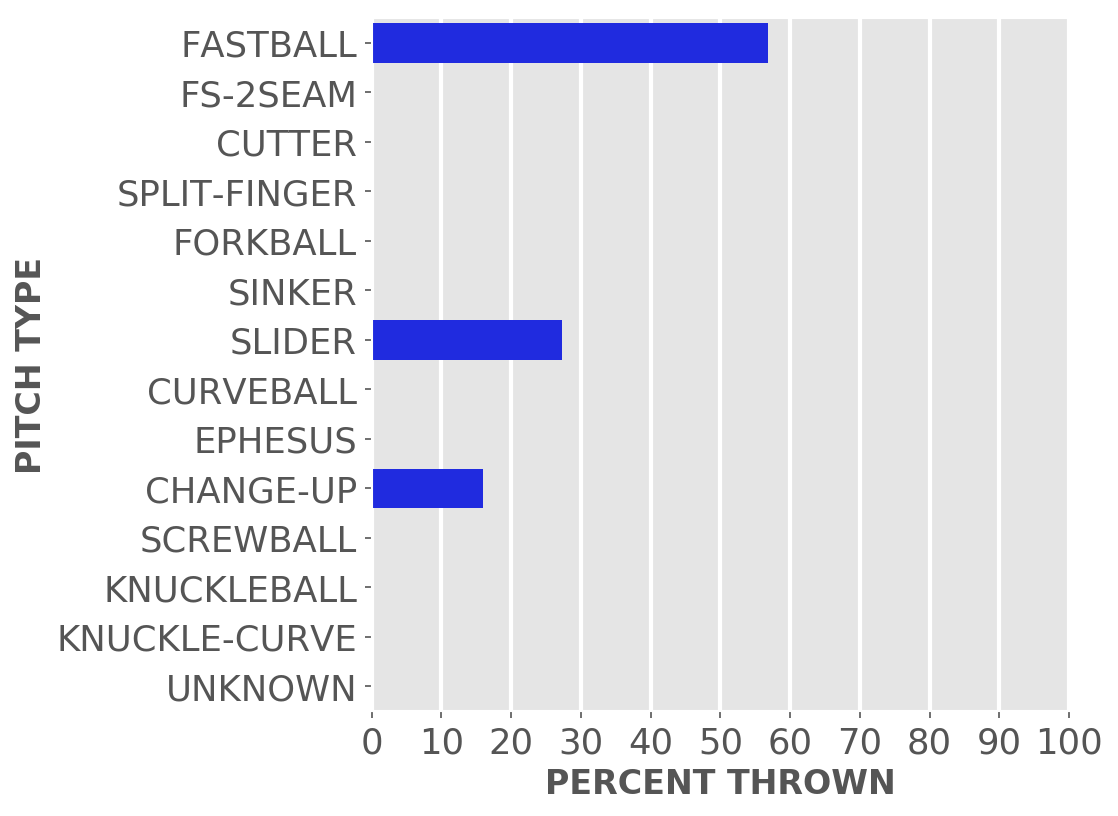 FASTBALL
FS-2SEAM
CUTTER
SPLIT-FINGER
FORKBALL
SINKER
SLIDER
CURVEBALL
EPHESUS
CHANGE-UP
SCREWBALL
KNUCKLEBALL
KNUCKLE-CURVE
UNKNOWN
PITCH TYPE
0 10 20 30 40 50 60 70 80 90 100
PERCENT THROWN